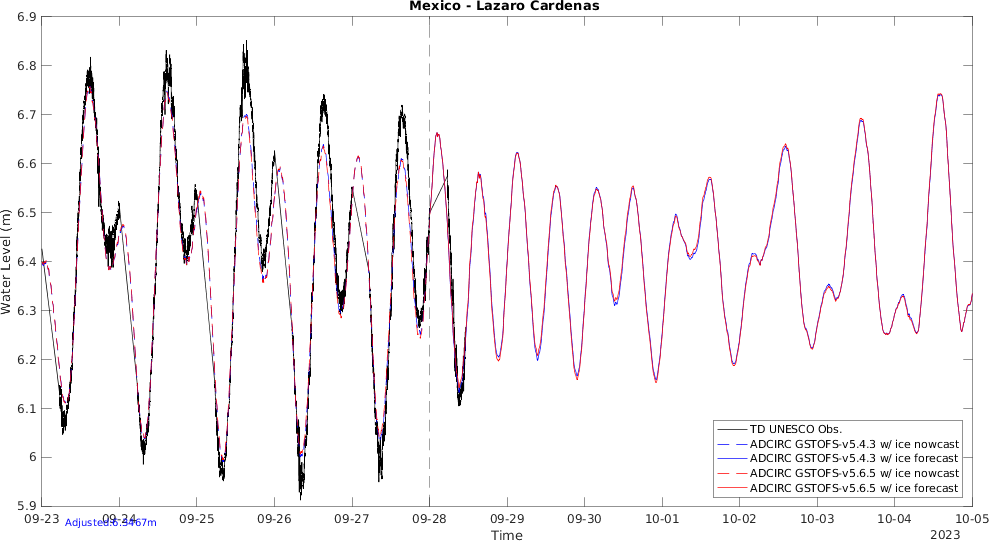 Mexico - Lazaro Cardenas
6.9
6.8
6.7
6.6
6.5
6.4
6.3
6.2
6.1
6
5.9
Water Level (m)
TD UNESCO Obs.
ADCIRC GSTOFS-v5.4.3 w/ ice nowcast
ADCIRC GSTOFS-v5.4.3 w/ ice forecast
ADCIRC GSTOFS-v5.6.5 w/ ice nowcast
ADCIRC GSTOFS-v5.6.5 w/ ice forecast
09-23 09-24 09-25 09-26 09-27 09-28 09-29 09-30 10-01 10-02 10-03 10-04 10-05
Time
2023